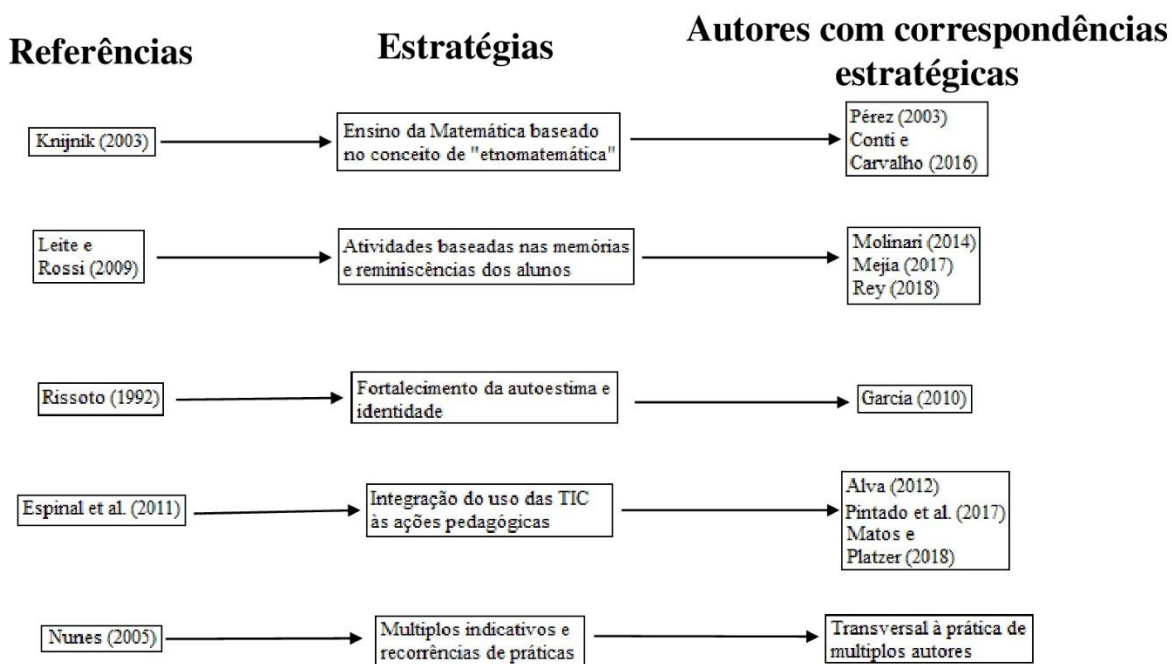 Referências
Estratégias
Autores com correspondências
estratégicas
Knijnik (2003)
Ensino da Matemática baseado
no conceito de "etnomatemática"
Pérez (2003)
Conti e
Carvalho (2016)
Leite e
Rossi (2009)
Atividades baseadas nas memórias
e reminiscências dos alunos
Molinari (2014)
Mejia (2017)
Rey (2018)
Rissoto (1992)
Fortalecimento da autoestima e
identidade
García (2010)
Espinal et al. (2011)
Integração do uso das TIC
às ações pedagógicas
Alva (2012)
Pintado et al. (2017)
Matos e
Platzer (2018)
Nunes (2005)
Multiplos indicativos e
recorrências de práticas
Transversal à prática de
multiplos autores